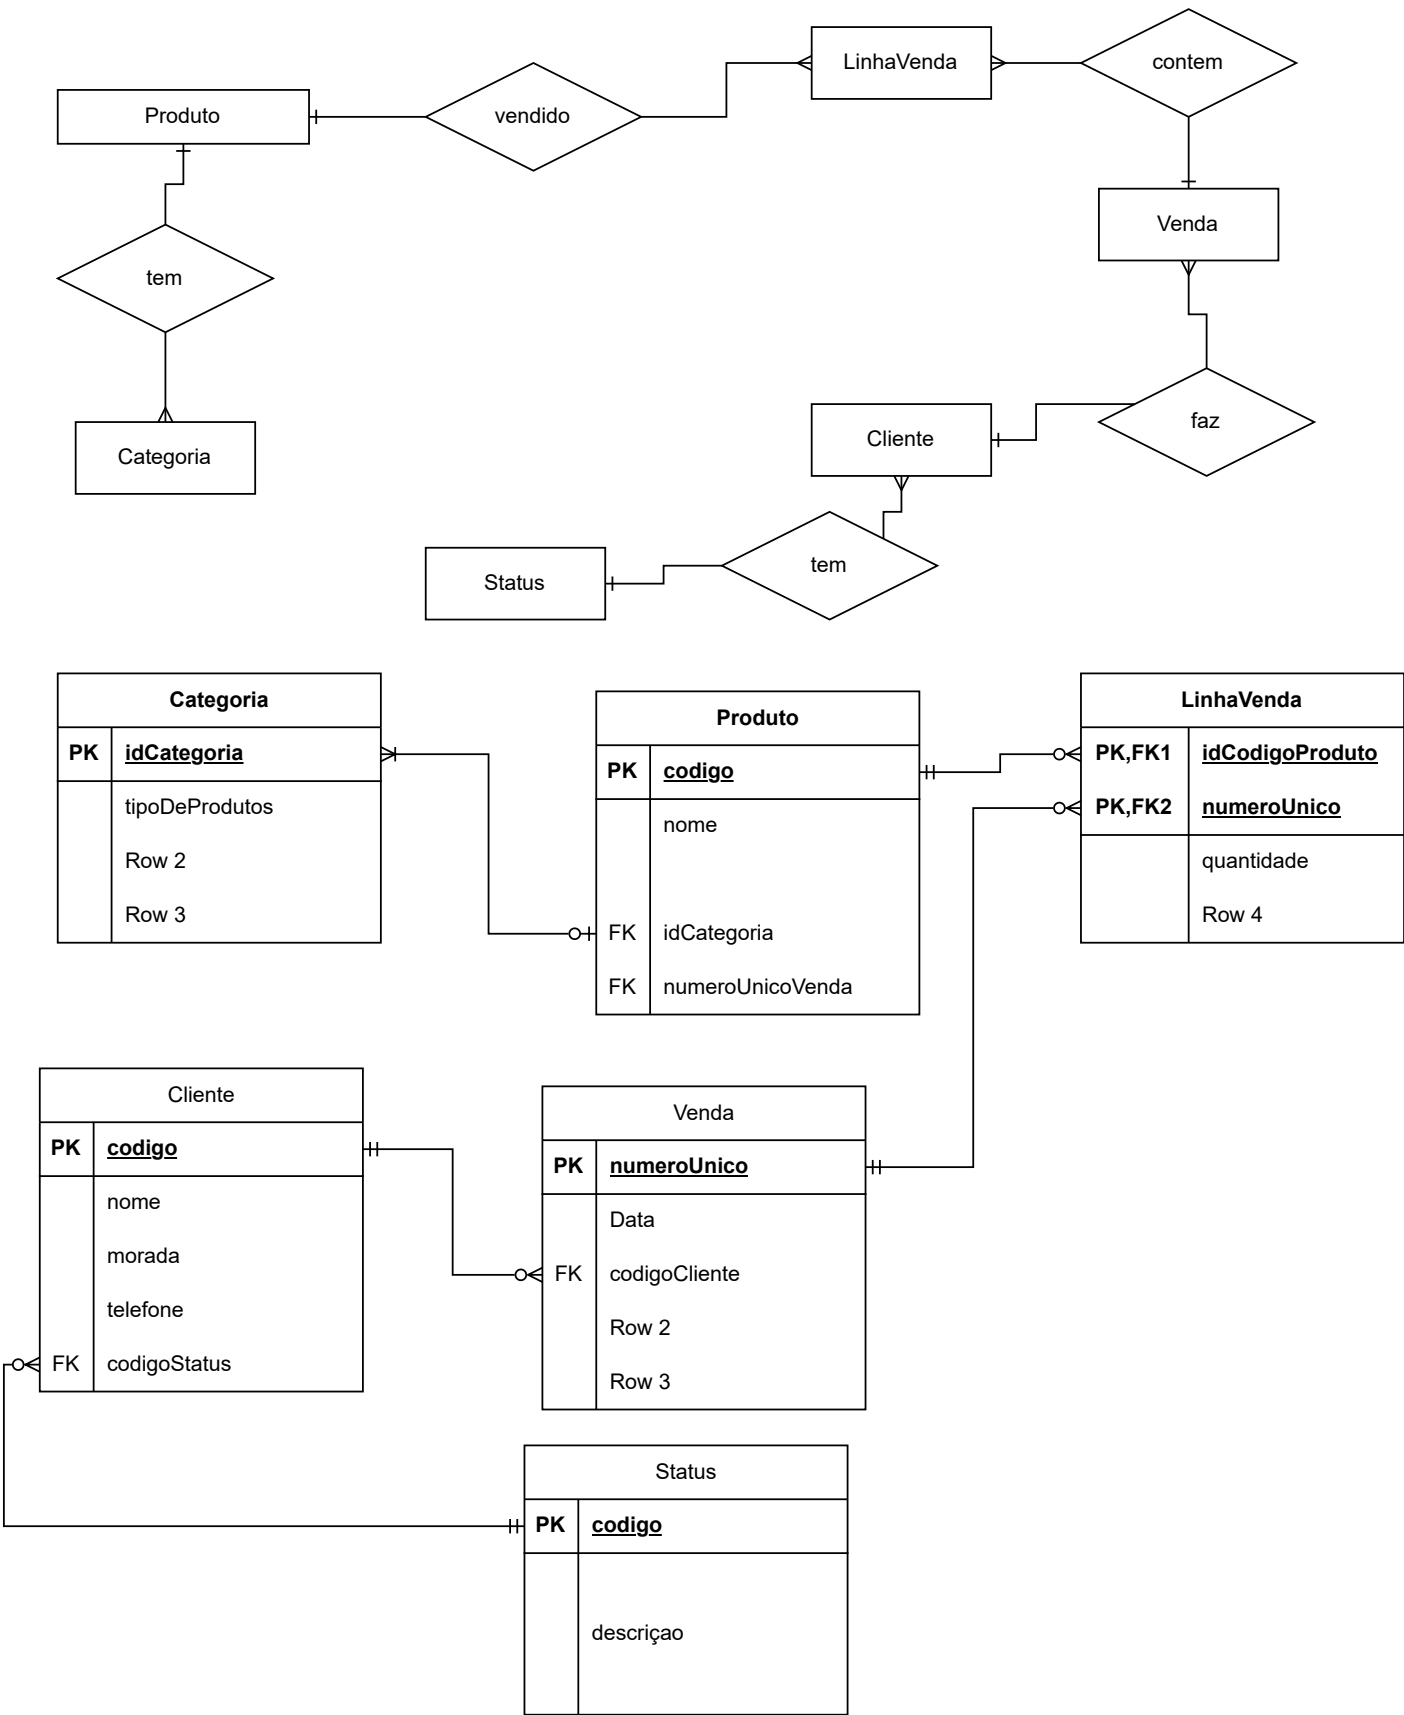 LinhaVenda
contem
Produto
vendido
Venda
tem
Cliente
faz
Categoria
tem
Status
Categoria
PK idCategoria
tipoDeProdutos
Row 2
Row 3
Produto
PK codigo
nome
FK idCategoria
FK numeroUnicoVenda
LinhaVenda
PK,FK1 idCodigoProduto
PK,FK2 numeroUnico
quantidade
Row 4
Cliente
PK codigo
nome
morada
telefone
FK codigoStatus
Venda
PK numeroUnico
Data
FK codigoCliente
Row 2
Row 3
Status
PK codigo
descriçao